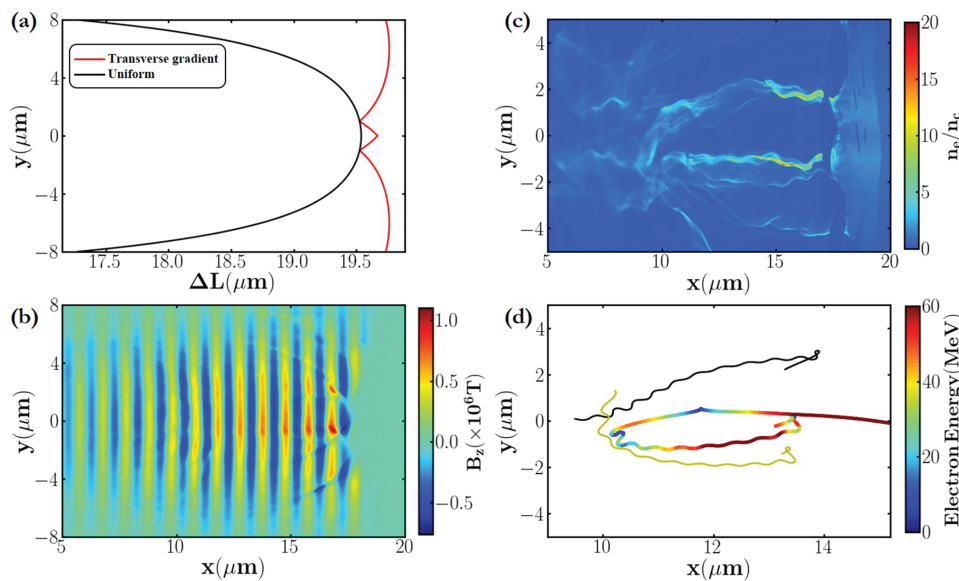 (a)
8
4
0
−4
−8
y(μm)
Transverse gradient
Uniform
17.5
18.0
18.5
19.0
19.5
ΔL(μm)
(c)
4
2
0
−2
−4
y(μm)
5
10
15
20
x(μm)
20
15
10
5
0
n_e/n_c
(b)
8
4
0
−4
−8
y(μm)
5
10
15
20
x(μm)
1.0
0.5
0.0
−0.5
B_z(×10⁶T)
(d)
4
2
0
−2
−4
y(μm)
10
12
14
x(μm)
60
40
20
0
Electron Energy(MeV)